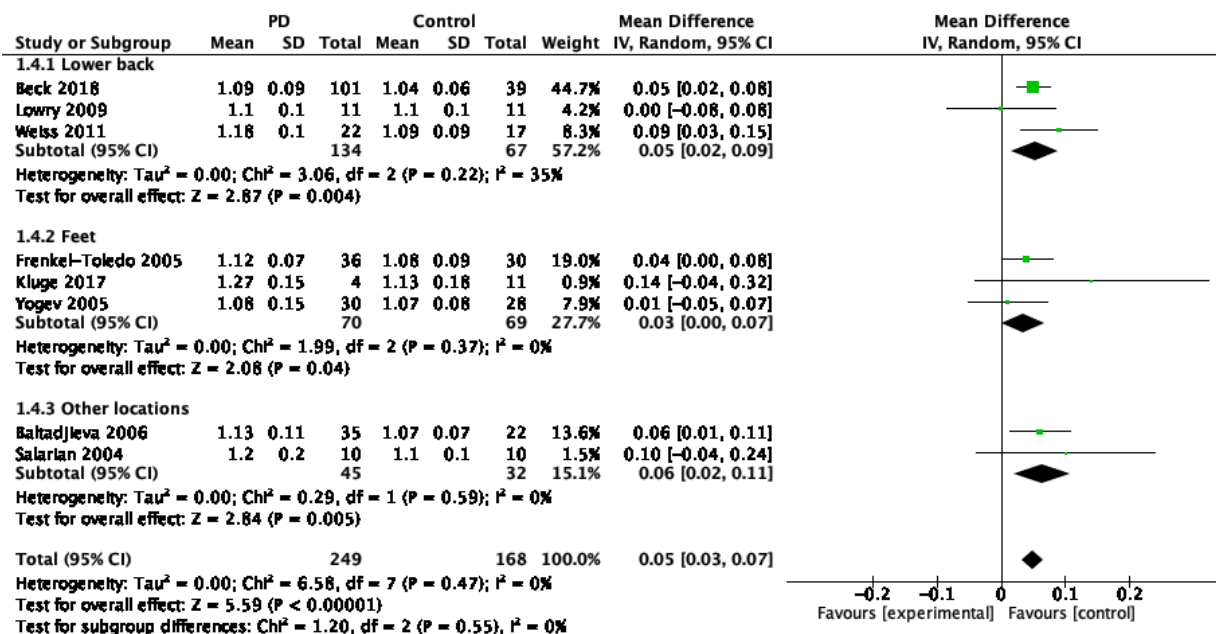 PD Control Mean Difference Mean Difference
Study or Subgroup Mean SD Total Mean SD Total Weight IV, Random, 95% CI IV, Random, 95% CI
1.4.1 Lower back
Beck 2018 1.09 0.09 101 1.04 0.06 39 44.7% 0.05 [0.02, 0.08]
Lowry 2009 1.1 0.1 11 1.1 0.1 11 4.2% 0.00 [−0.08, 0.08]
Weiss 2011 1.18 0.1 22 1.09 0.09 17 8.3% 0.09 [0.03, 0.15]
Subtotal (95% CI) 134 67 57.2% 0.05 [0.02, 0.09]
Heterogeneity: Tau² = 0.00; Chi² = 3.06, df = 2 (P = 0.22); I² = 35%
Test for overall effect: Z = 2.87 (P = 0.004)
1.4.2 Feet
Frenkel−Toledo 2005 1.12 0.07 36 1.08 0.09 30 19.0% 0.04 [0.00, 0.08]
Kluge 2017 1.27 0.15 4 1.13 0.18 11 0.9% 0.14 [−0.04, 0.32]
Yogev 2005 1.08 0.15 30 1.07 0.08 28 7.9% 0.01 [−0.05, 0.07]
Subtotal (95% CI) 70 69 27.7% 0.03 [0.00, 0.07]
Heterogeneity: Tau² = 0.00; Chi² = 1.99, df = 2 (P = 0.37); I² = 0%
Test for overall effect: Z = 2.08 (P = 0.04)
1.4.3 Other locations
Baltadjieva 2006 1.13 0.11 35 1.07 0.07 22 13.6% 0.06 [0.01, 0.11]
Salarian 2004 1.2 0.2 10 1.1 0.1 10 1.5% 0.10 [−0.04, 0.24]
Subtotal (95% CI) 45 32 15.1% 0.06 [0.02, 0.11]
Heterogeneity: Tau² = 0.00; Chi² = 0.29, df = 1 (P = 0.59); I² = 0%
Test for overall effect: Z = 2.84 (P = 0.005)
Total (95% CI) 249 168 100.0% 0.05 [0.03, 0.07]
Heterogeneity: Tau² = 0.00; Chi² = 6.58, df = 7 (P = 0.47); I² = 0%
Test for overall effect: Z = 5.59 (P < 0.00001)
Test for subgroup differences: Chi² = 1.20, df = 2 (P = 0.55), I² = 0%
−0.2 −0.1 0 0.1 0.2
Favours [experimental] Favours [control]